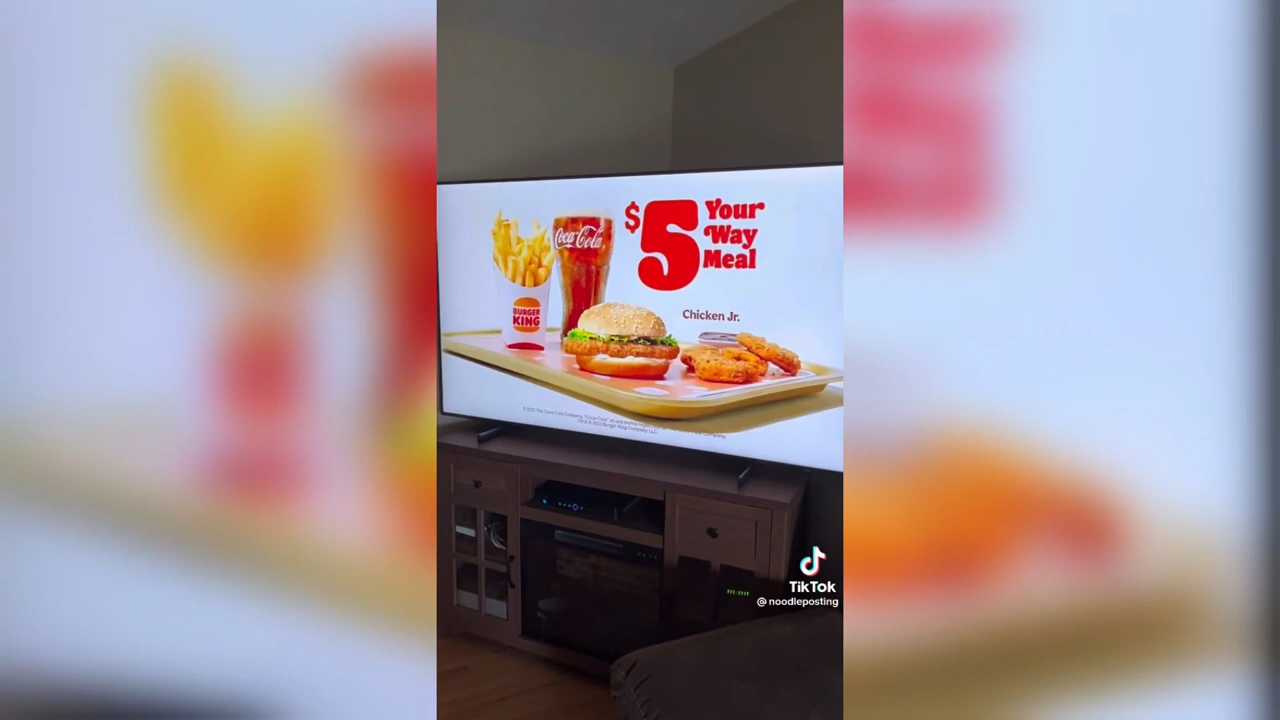 $5 Your
Way
Meal
Coca-Cola
BURGER
KING
Chicken Jr.
TikTok
@noodleposting